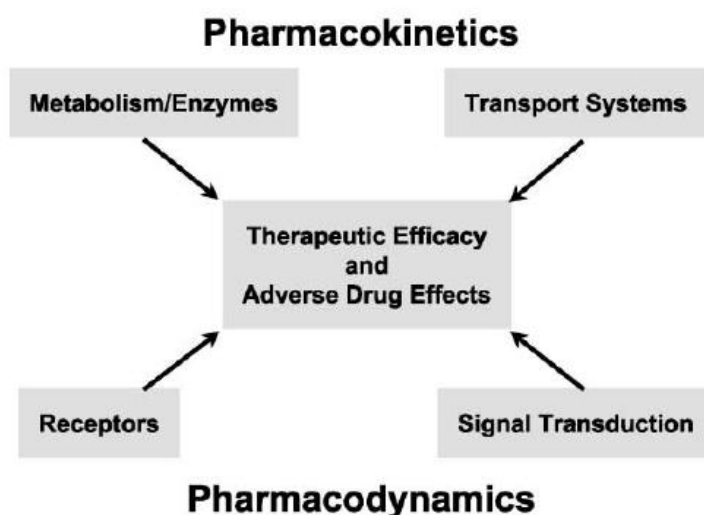 Pharmacokinetics
Metabolism/Enzymes
Transport Systems
Therapeutic Efficacy
and
Adverse Drug Effects
Receptors
Signal Transduction
Pharmacodynamics